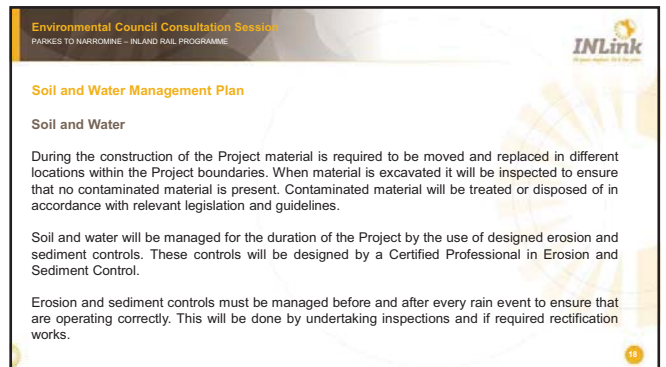 Environmental Council Consultation Session
PARKES TO NARROMINE – INLAND RAIL PROGRAMME
INLink
Soil and Water Management Plan
Soil and Water
During the construction of the Project material is required to be moved and replaced in different
locations within the Project boundaries. When material is excavated it will be inspected to ensure
that no contaminated material is present. Contaminated material will be treated or disposed of in
accordance with relevant legislation and guidelines.
Soil and water will be managed for the duration of the Project by the use of designed erosion and
sediment controls. These controls will be designed by a Certified Professional in Erosion and
Sediment Control.
Erosion and sediment controls must be managed before and after every rain event to ensure that
are operating correctly. This will be done by undertaking inspections and if required rectification
works.
18